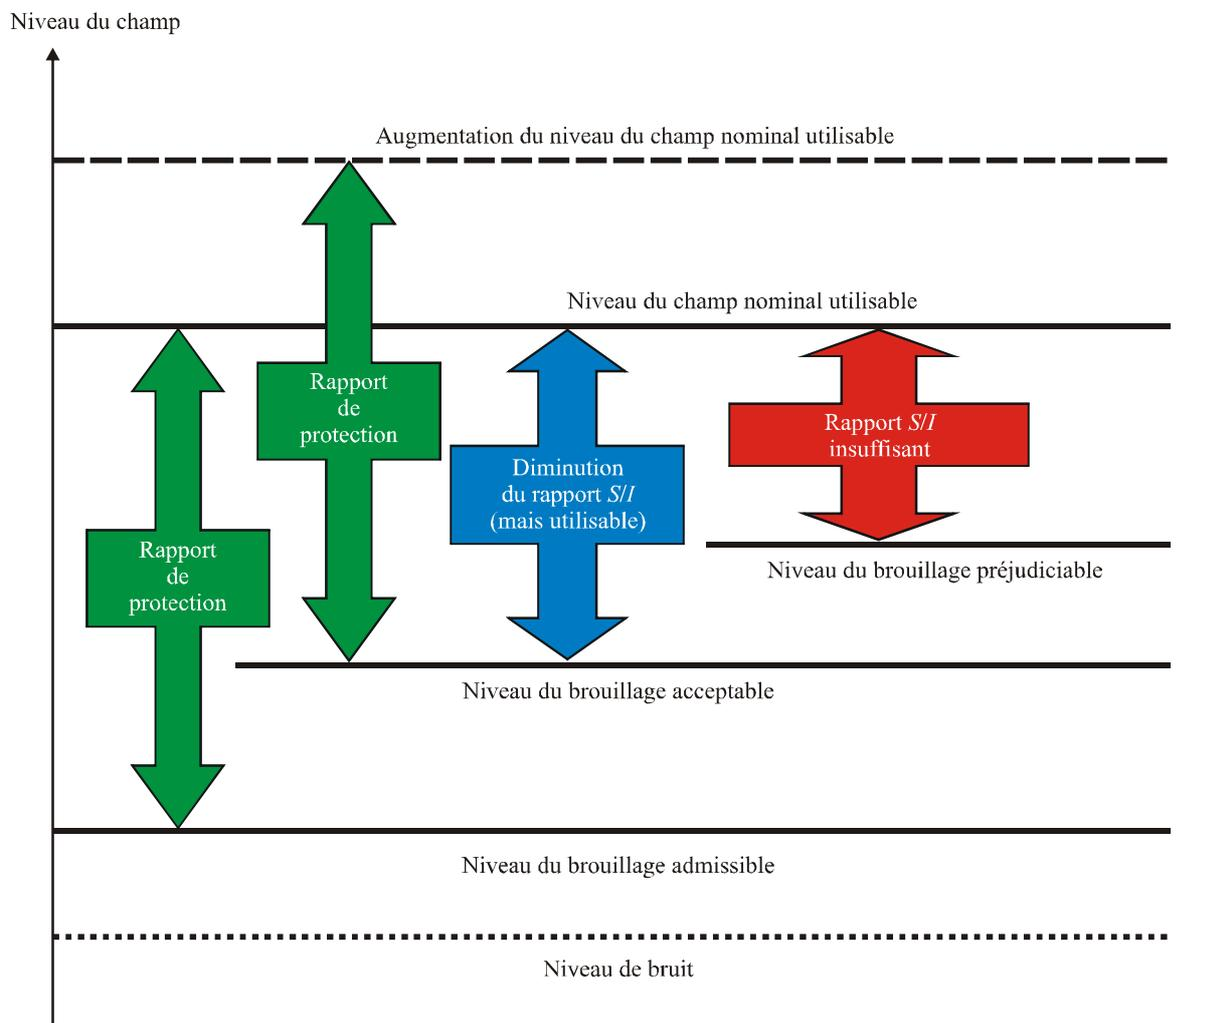 Niveau du champ
Augmentation du niveau du champ nominal utilisable
Niveau du champ nominal utilisable
Rapport
de
protection
Rapport S/I
insuffisant
Diminution
du rapport S/I
(mais utilisable)
Rapport
de
protection
Niveau du brouillage préjudiciable
Niveau du brouillage acceptable
Niveau du brouillage admissible
Niveau de bruit